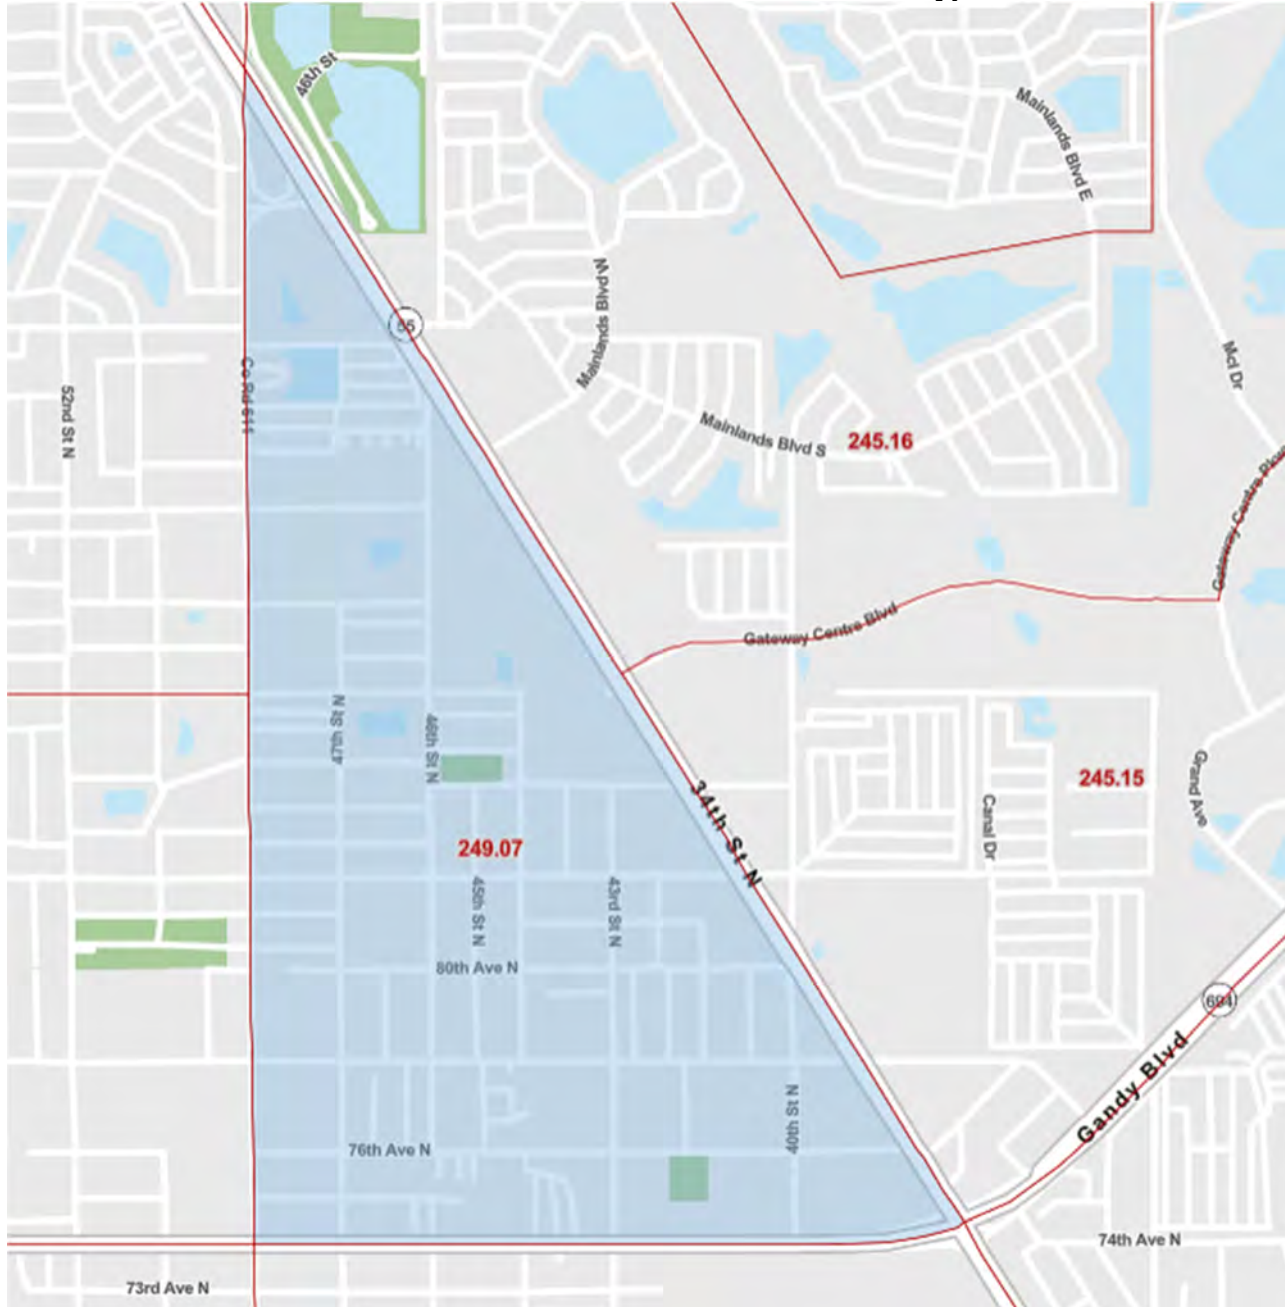 46th St
Mainlands Blvd E
Mainlands Blvd W
55
Mcl Dr
Co Rd 611
52nd St N
Mainlands Blvd S
245.16
Gateway Centre Pkwy
Gateway Centre Blvd
47th St N
46th St N
34th St N
245.15
Grand Ave
Canal Dr
249.07
45th St N
43rd St N
80th Ave N
694
Gandy Blvd
40th St N
76th Ave N
74th Ave N
73rd Ave N